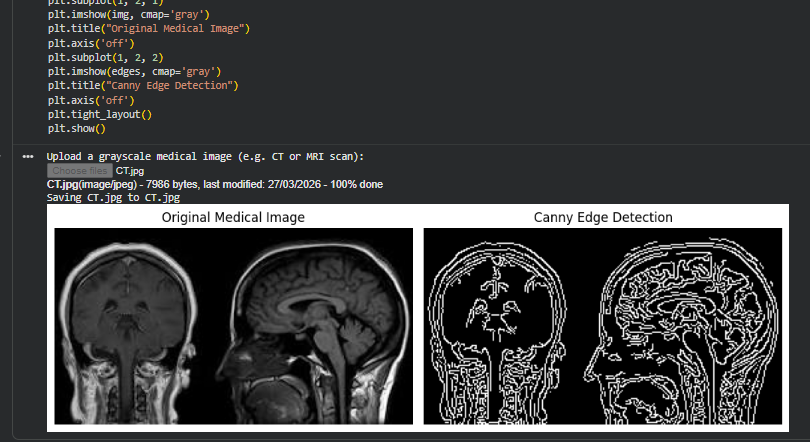 plt.subplot(1, 2, 1)
plt.imshow(img, cmap='gray')
plt.title("Original Medical Image")
plt.axis('off')
plt.subplot(1, 2, 2)
plt.imshow(edges, cmap='gray')
plt.title("Canny Edge Detection")
plt.axis('off')
plt.tight_layout()
plt.show()
Upload a grayscale medical image (e.g. CT or MRI scan):
Choose files CT.jpg
CT.jpg(image/jpeg) - 7986 bytes, last modified: 27/03/2026 - 100% done
Saving CT.jpg to CT.jpg
Original Medical Image Canny Edge Detection